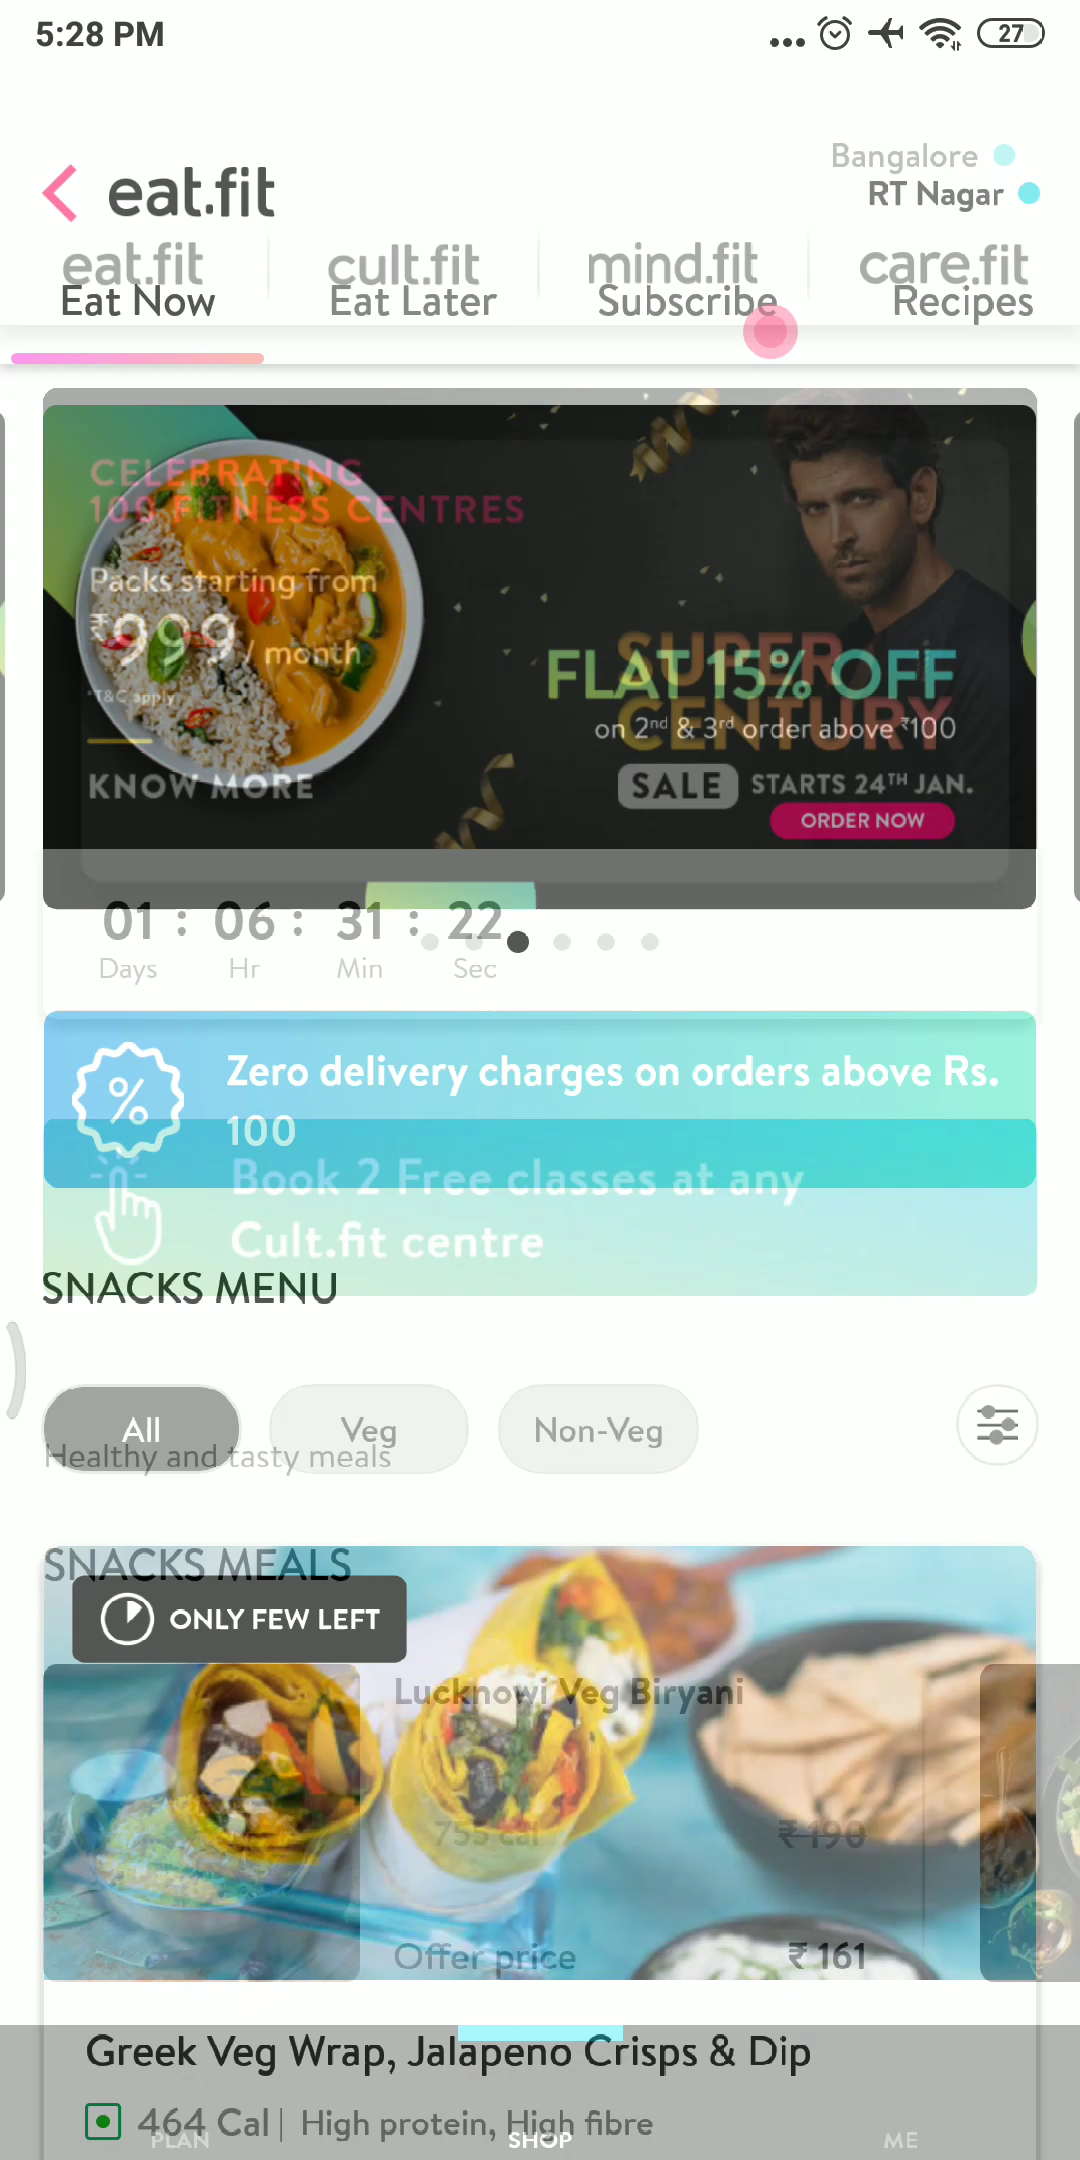 5:28 PM
27
Bangalore
eat.fit
RT Nagar
eat.fit
cult.fit
mind.fit
care.fit
Eat Now
Eat Later
Subscribe
Recipes
CELEBRATING
100 FITNESS CENTRES
Packs starting from
₹999/ month
*T&C apply
KNOW MORE
SUPER
CENTURY
FLAT 15% OFF
on 2nd & 3rd order above ₹100
SALE STARTS 24TH JAN.
ORDER NOW
01 : 06 : 31 : 22
Days Hr Min Sec
Zero delivery charges on orders above Rs.
100
Book 2 Free classes at any
Cult.fit centre
SNACKS MENU
All
Veg
Non-Veg
Healthy and tasty meals
SNACKS MEALS
ONLY FEW LEFT
Lucknowi Veg Biryani
755 cal
₹ 190
Offer price
₹ 161
Greek Veg Wrap, Jalapeno Crisps & Dip
464 Cal | High protein, High fibre
PLAN
SHOP
ME